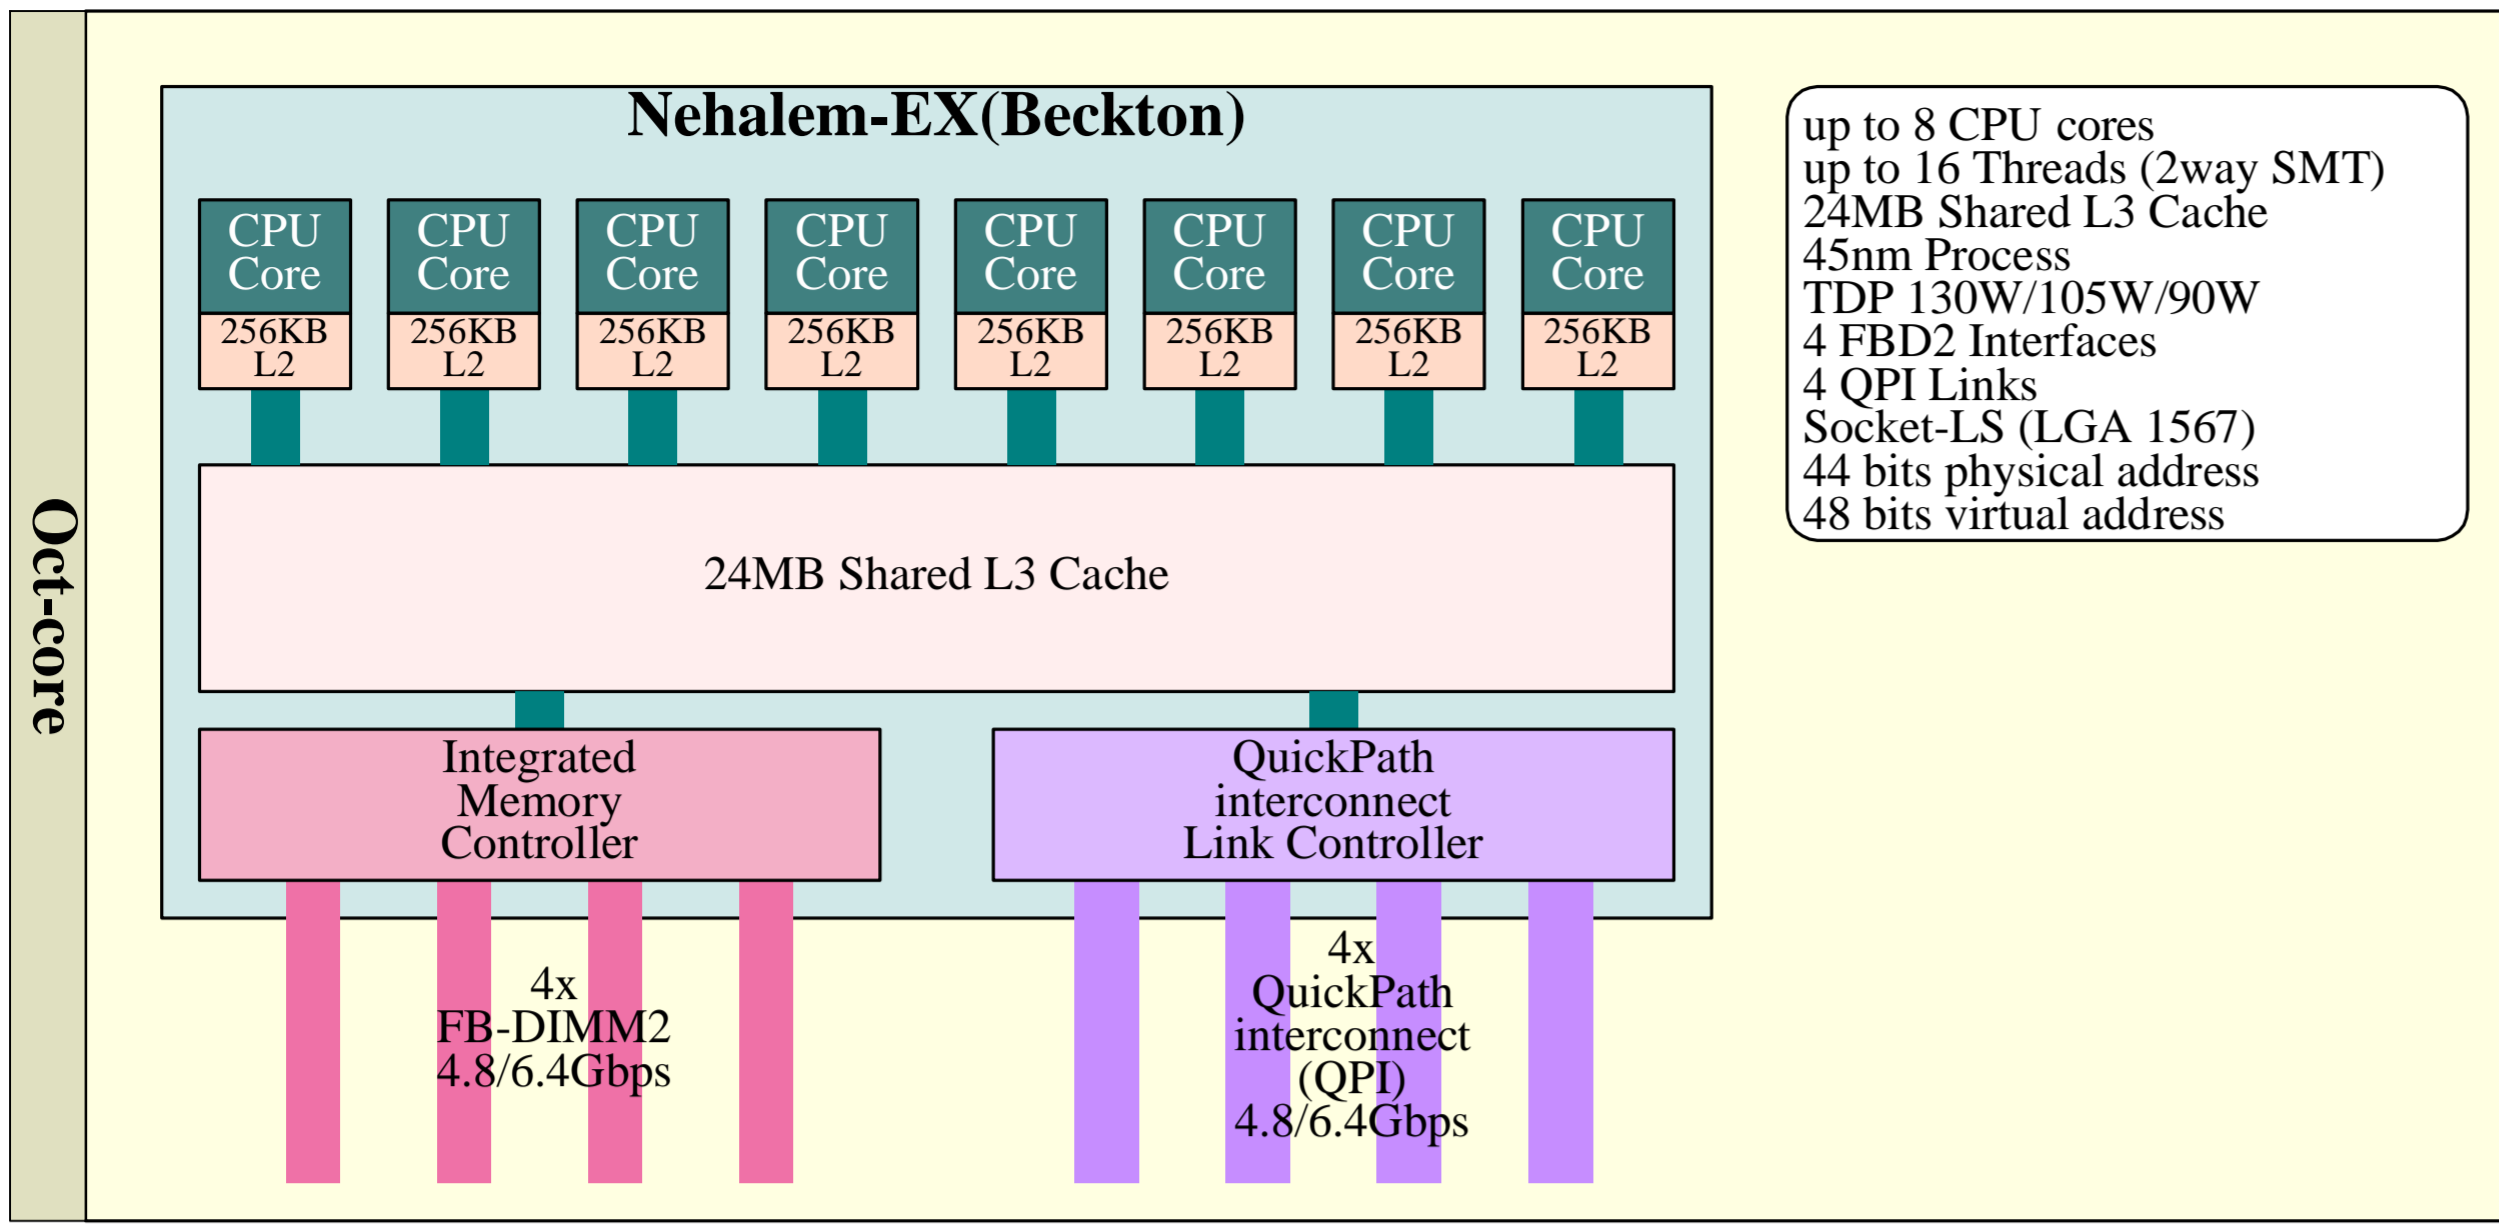 Oct-core
Nehalem-EX(Beckton)
CPU
Core
256KB
L2
CPU
Core
256KB
L2
CPU
Core
256KB
L2
CPU
Core
256KB
L2
CPU
Core
256KB
L2
CPU
Core
256KB
L2
CPU
Core
256KB
L2
CPU
Core
256KB
L2
24MB Shared L3 Cache
Integrated
Memory
Controller
QuickPath
interconnect
Link Controller
4x
FB-DIMM2
4.8/6.4Gbps
4x
QuickPath
interconnect
(QPI)
4.8/6.4Gbps
up to 8 CPU cores
up to 16 Threads (2way SMT)
24MB Shared L3 Cache
45nm Process
TDP 130W/105W/90W
4 FBD2 Interfaces
4 QPI Links
Socket-LS (LGA 1567)
44 bits physical address
48 bits virtual address